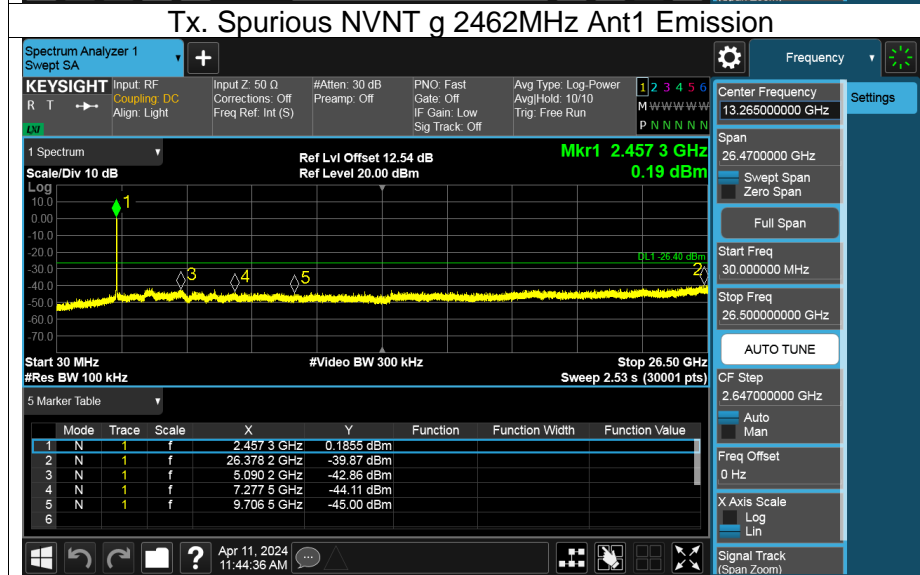 Tx. Spurious NVNT g 2462MHz Ant1 Emission
Spectrum Analyzer 1
Swept SA
+
Frequency
KEYSIGHT
R T
LXI
Input: RF
Coupling: DC
Align: Light
Input Z: 50 Ω
Corrections: Off
Freq Ref: Int (S)
#Atten: 30 dB
Preamp: Off
PNO: Fast
Gate: Off
IF Gain: Low
Sig Track: Off
Avg Type: Log-Power
Avg|Hold: 10/10
Trig: Free Run
1 2 3 4 5 6
M W W W W W
P N N N N N
Settings
Center Frequency
13.265000000 GHz
Span
26.4700000 GHz
Swept Span
Zero Span
Full Span
Start Freq
30.000000 MHz
Stop Freq
26.500000000 GHz
AUTO TUNE
CF Step
2.647000000 GHz
Auto
Man
Freq Offset
0 Hz
X Axis Scale
Log
Lin
Signal Track
(Span Zoom)
1 Spectrum
Scale/Div 10 dB
Log
Ref Lvl Offset 12.54 dB
Ref Level 20.00 dBm
Mkr1 2.457 3 GHz
0.19 dBm
10.0
0.00
-10.0
-20.0
-30.0
-40.0
-50.0
-60.0
-70.0
1
3
4
5
2
DL1 -26.40 dBm
Start 30 MHz
#Res BW 100 kHz
#Video BW 300 kHz
Stop 26.50 GHz
Sweep 2.53 s (30001 pts)
5 Marker Table
Mode Trace Scale X Y Function Function Width Function Value
1 N 1 f 2.457 3 GHz 0.1855 dBm
2 N 1 f 26.378 2 GHz -39.87 dBm
3 N 1 f 5.090 2 GHz -42.86 dBm
4 N 1 f 7.277 5 GHz -44.11 dBm
5 N 1 f 9.706 5 GHz -45.00 dBm
6
?
Apr 11, 2024
11:44:36 AM